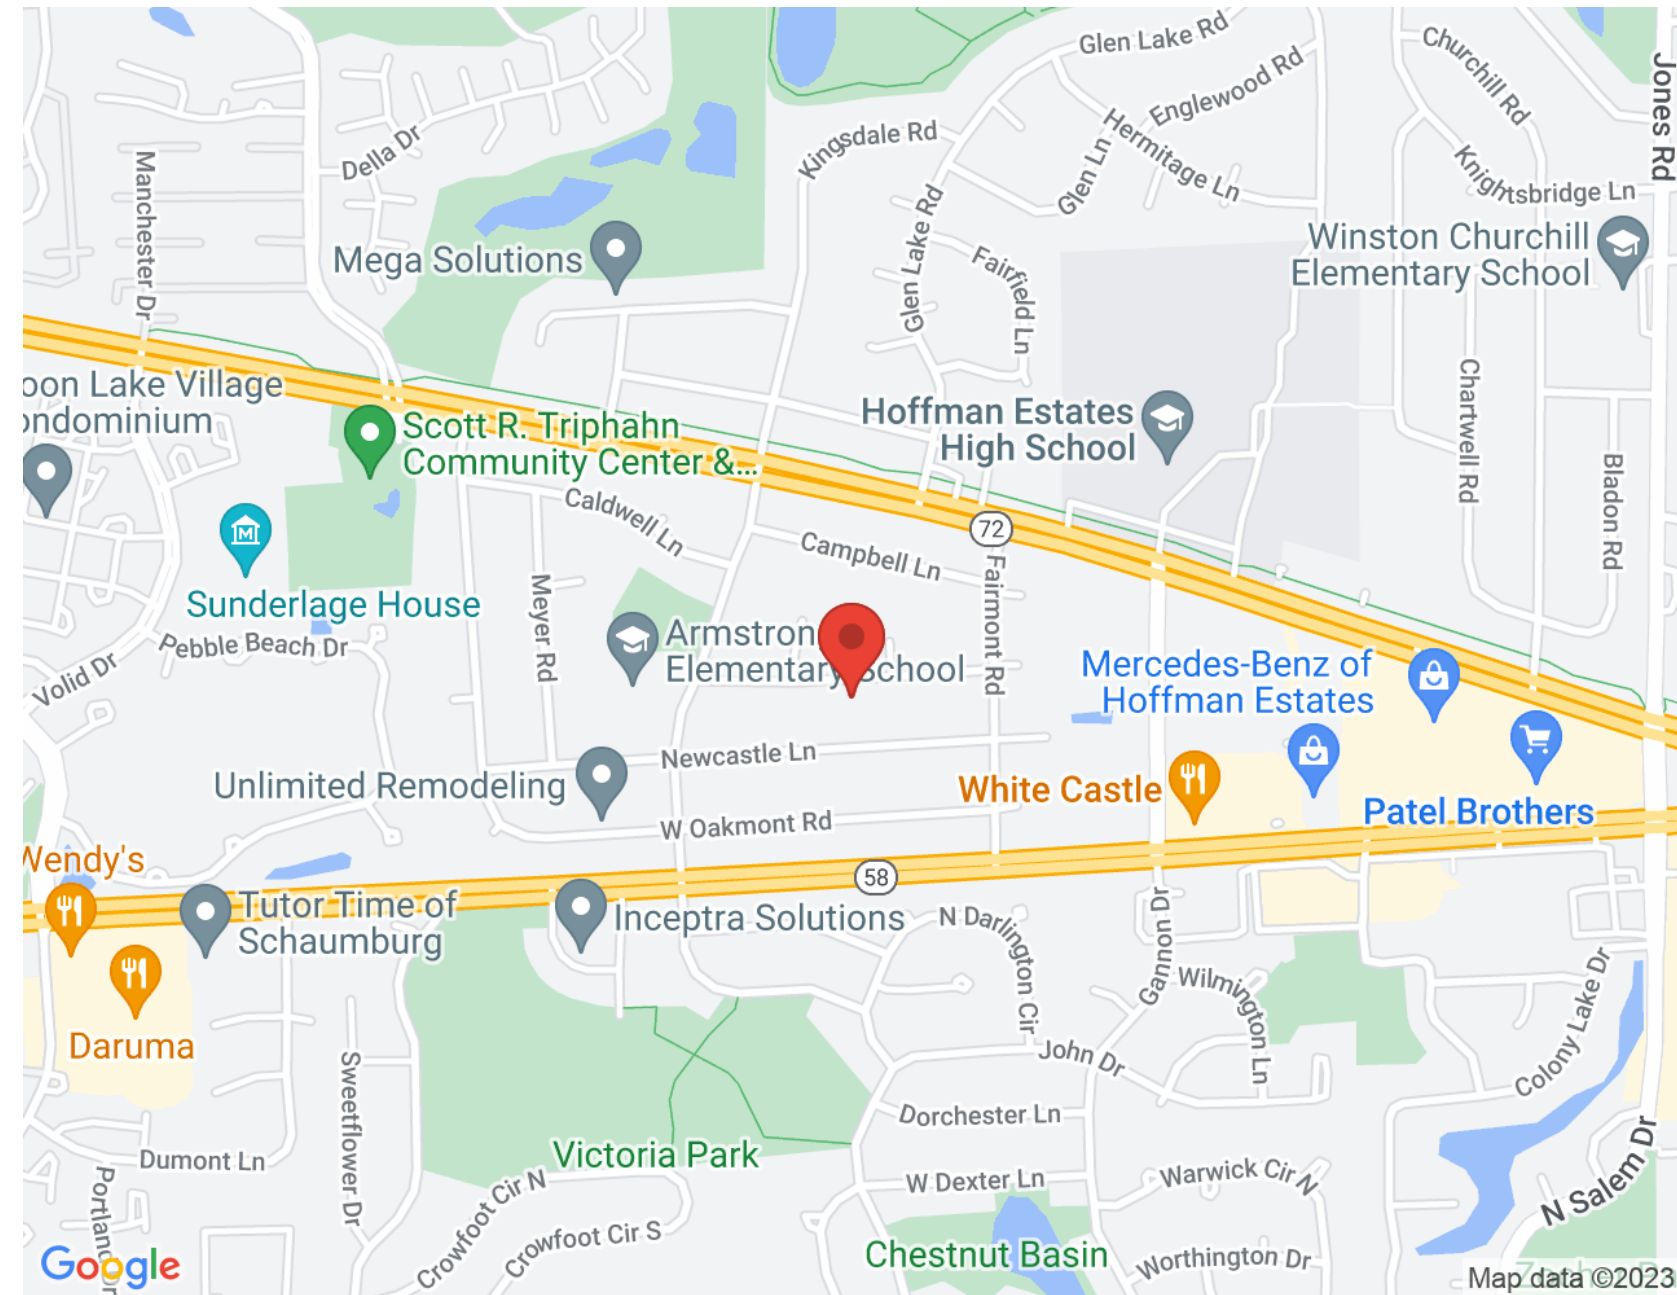 Glen Lake Rd
Churchill Rd
Jones Rd
Englewood Rd
Della Dr
Kingsdale Rd
Hermitage Ln
Glen Ln
Knightsbridge Ln
Manchester Dr
Mega Solutions
Glen Lake Rd
Fairfield Ln
Winston Churchill
Elementary School
oon Lake Village
ondominium
Scott R. Triphahn
Community Center &...
Hoffman Estates
High School
Chartwell Rd
Bladon Rd
Caldwell Ln
72
Campbell Ln
Sunderlage House
Meyer Rd
Fairmont Rd
Pebble Beach Dr
Armstron
Elementary School
Volid Dr
Mercedes-Benz of
Hoffman Estates
Newcastle Ln
Unlimited Remodeling
White Castle
Patel Brothers
W Oakmont Rd
Wendy's
58
Tutor Time of
Schaumburg
Inceptra Solutions
N Darlington Cir
Gannon Dr
Wilmington Ln
Colony Lake Dr
Daruma
Sweetflower Dr
John Dr
Dorchester Ln
Victoria Park
Dumont Ln
Portland Dr
W Dexter Ln
Warwick Cir N
N Salem Dr
Crowfoot Cir N
Crowfoot Cir S
Chestnut Basin
Worthington Dr
Google
Map data ©2023